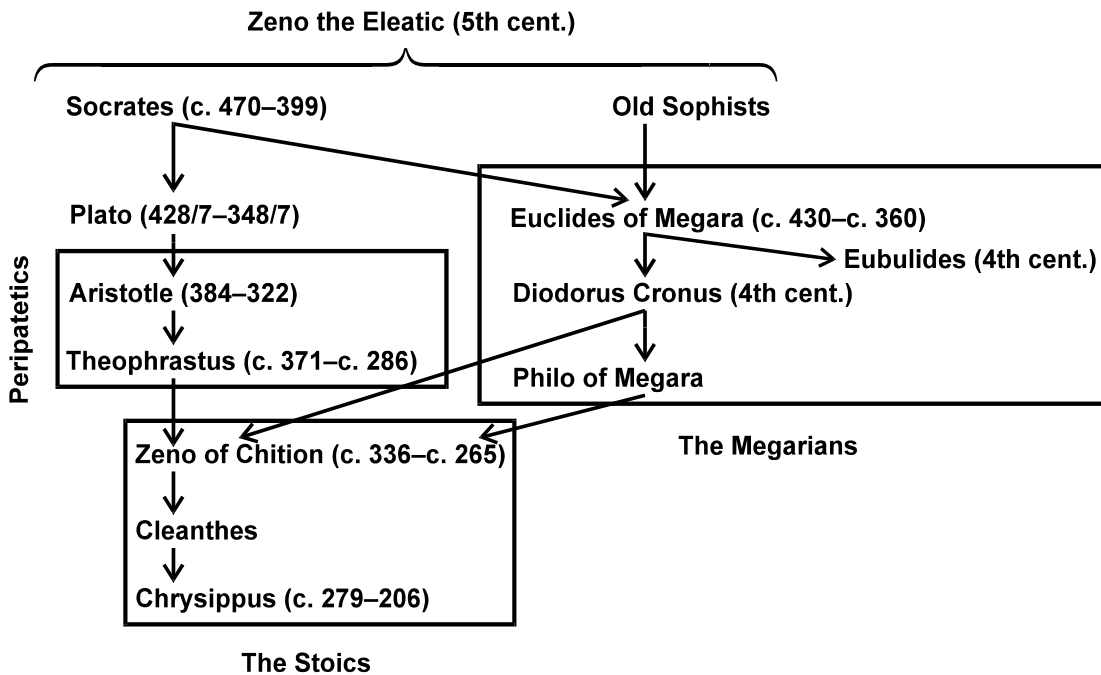 Zeno the Eleatic (5th cent.)
Socrates (c. 470–399)
Old Sophists
Plato (428/7–348/7)
Euclides of Megara (c. 430–c. 360)
Eubulides (4th cent.)
Peripatetics
Aristotle (384–322)
Diodorus Cronus (4th cent.)
Theophrastus (c. 371–c. 286)
Philo of Megara
The Megarians
Zeno of Chition (c. 336–c. 265)
Cleanthes
Chrysippus (c. 279–206)
The Stoics